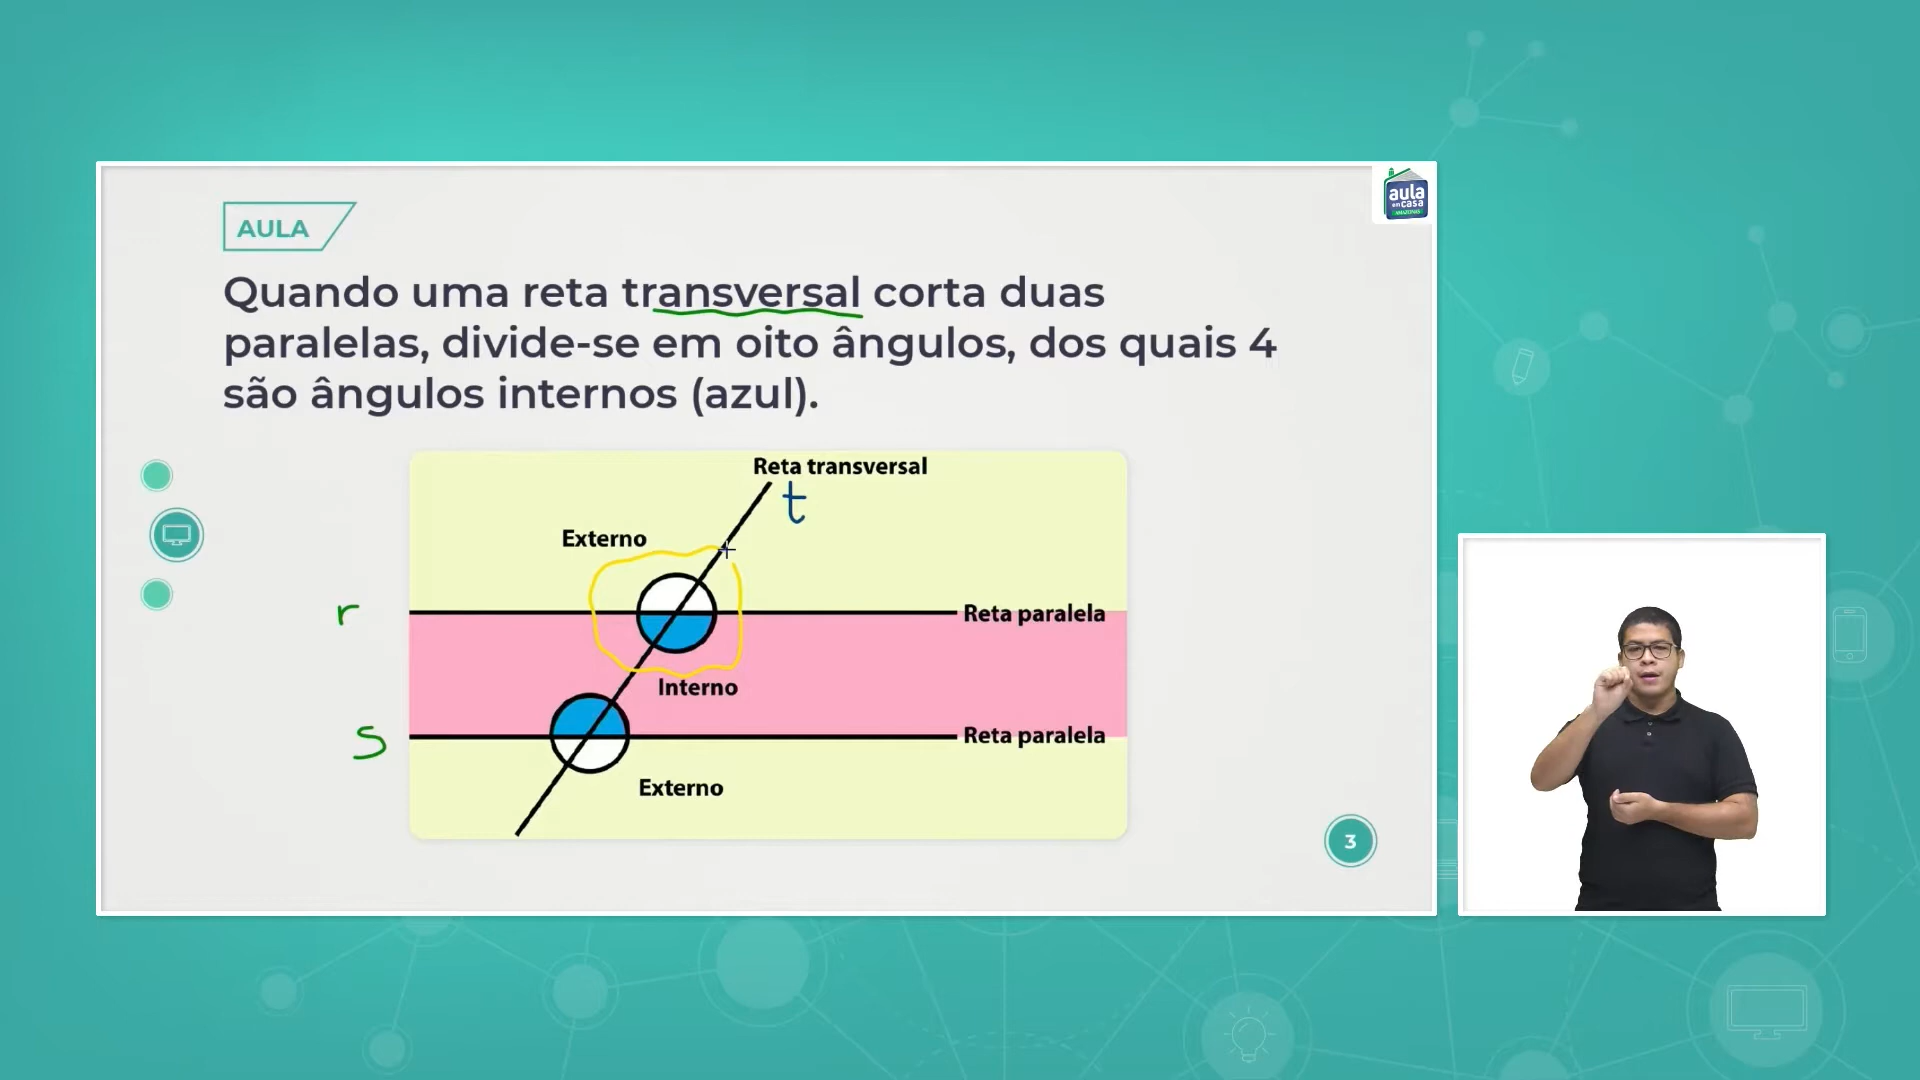 aula
em casa
AMAZONAS
AULA
Quando uma reta transversal corta duas
paralelas, divide-se em oito ângulos, dos quais 4
são ângulos internos (azul).
Reta transversal
t
Externo
r
Reta paralela
Interno
s
Reta paralela
Externo
3